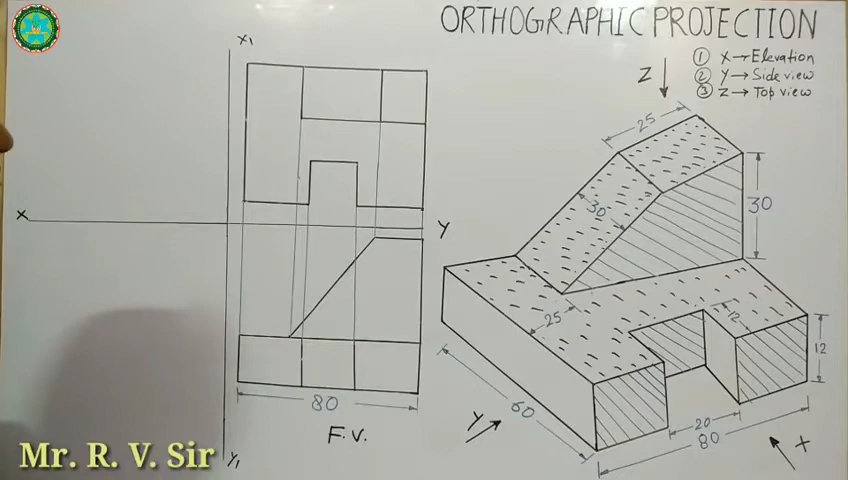 ORTHOGRAPHIC PROJECTION
① X→Elevation
② Y→Side view
③ Z→Top view
X1
Z
25
30
30
X
Y
25
12
12
60
20
80
80
Y
X
F.V.
Y1
Mr. R. V. Sir